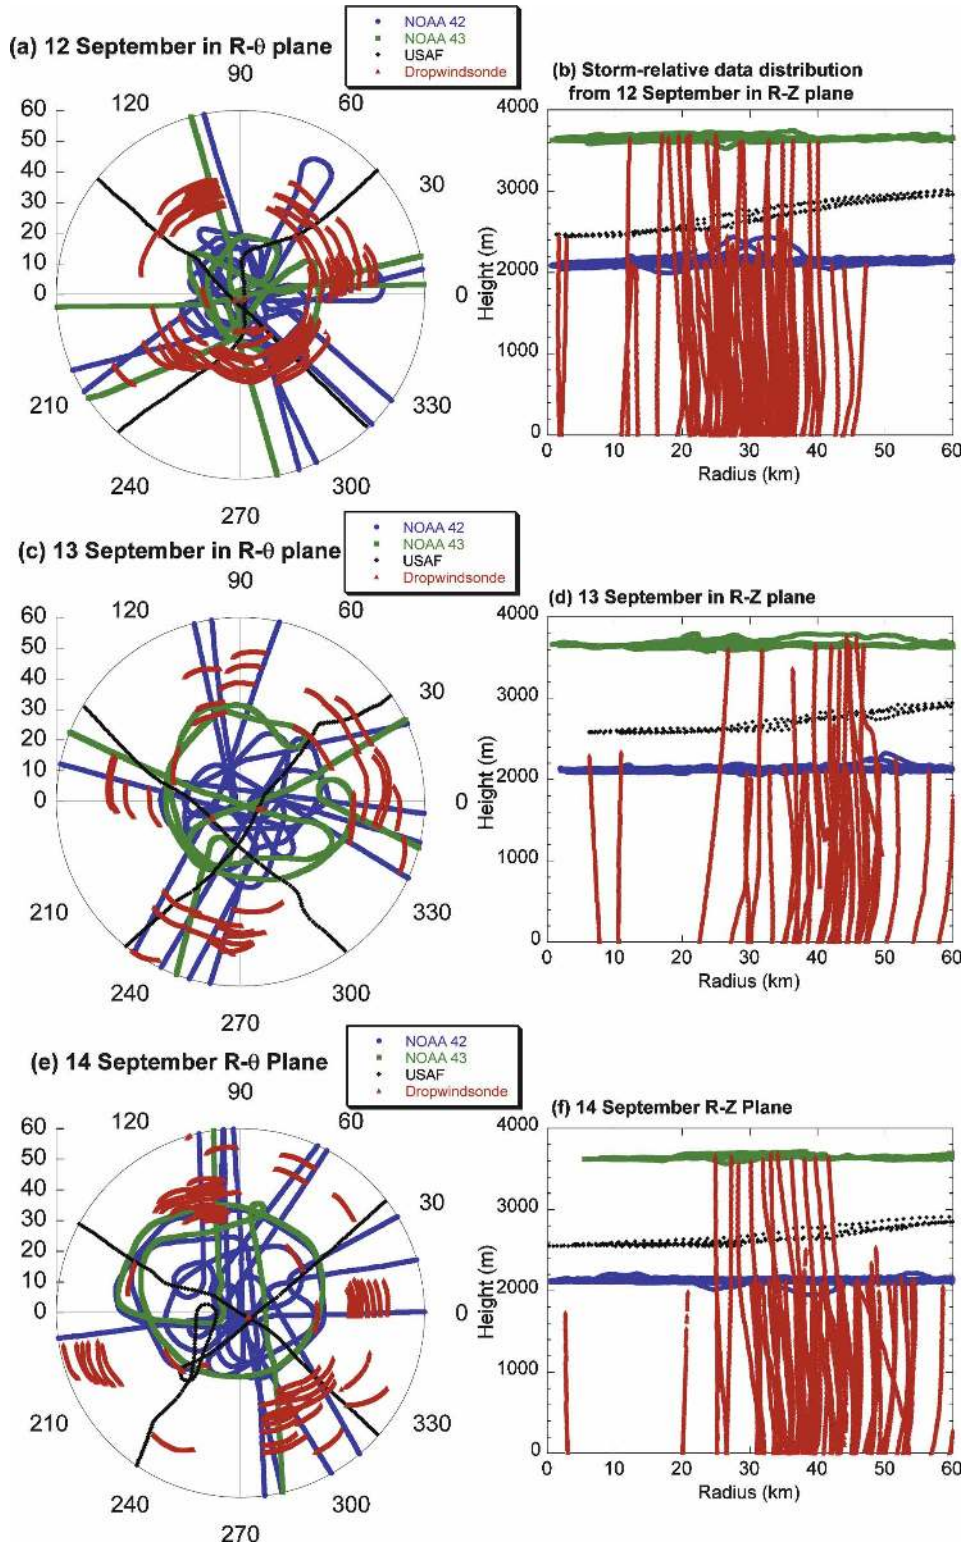 NOAA 42
NOAA 43
USAF
Dropwindsonde
(a) 12 September in R-θ plane
90
120
60
30
0
330
300
270
240
210
60
50
40
30
20
10
0
(b) Storm-relative data distribution
from 12 September in R-Z plane
4000
3000
2000
1000
0
Height (m)
0 10 20 30 40 50 60
Radius (km)
NOAA 42
NOAA 43
USAF
Dropwindsonde
(c) 13 September in R-θ plane
90
120
60
30
0
330
300
270
240
210
60
50
40
30
20
10
0
(d) 13 September in R-Z plane
4000
3000
2000
1000
0
Height (m)
0 10 20 30 40 50 60
Radius (km)
NOAA 42
NOAA 43
USAF
Dropwindsonde
(e) 14 September R-θ Plane
90
120
60
30
0
330
300
270
240
210
60
50
40
30
20
10
0
(f) 14 September R-Z Plane
4000
3000
2000
1000
0
Height (m)
0 10 20 30 40 50 60
Radius (km)